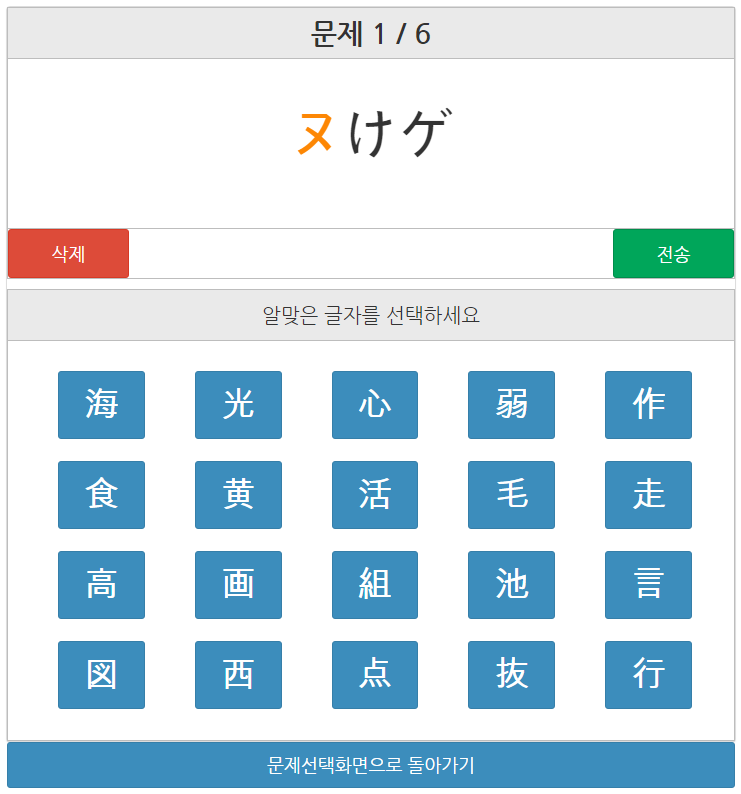 문제 1 / 6
ヌけゲ
삭제 전송
알맞은 글자를 선택하세요
海 光 心 弱 作
食 黄 活 毛 走
高 画 組 池 言
図 西 点 抜 行
문제선택화면으로 돌아가기